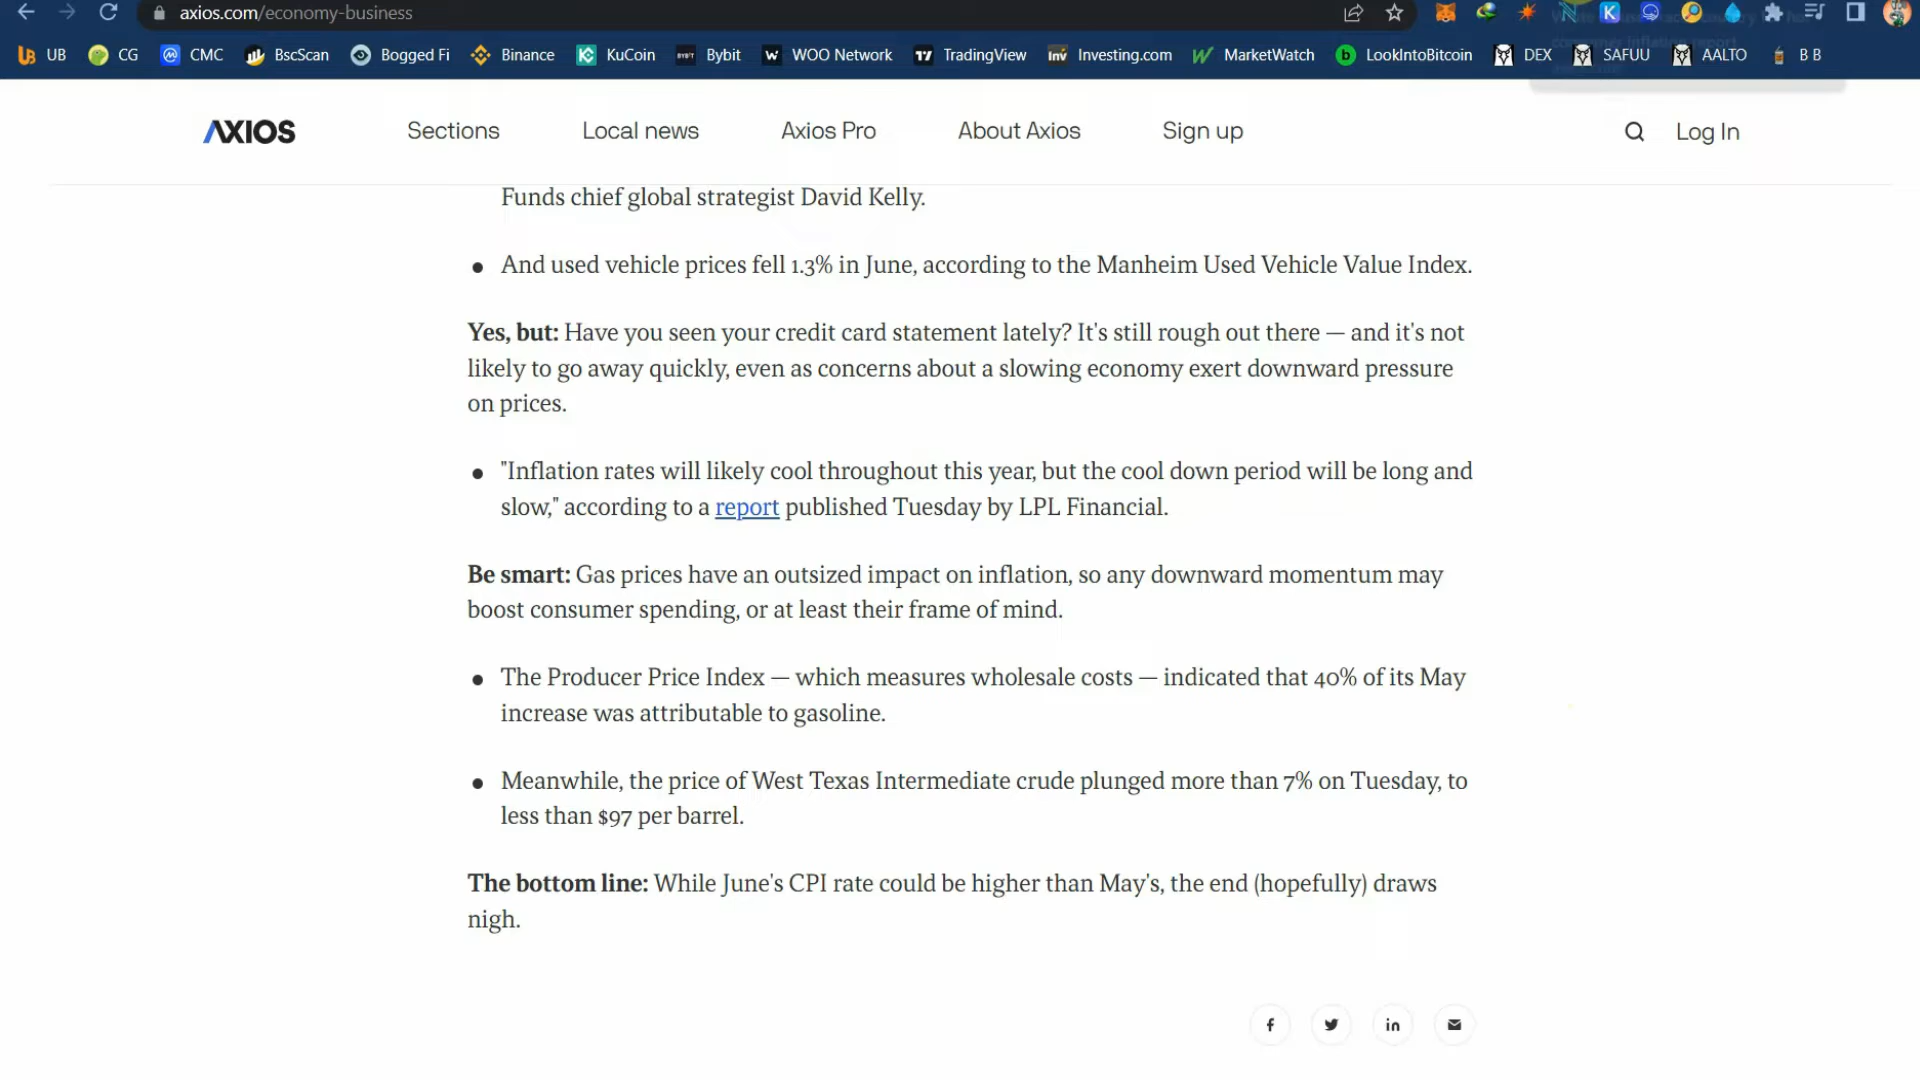 axios.com/economy-business
UB CG CMC BscScan Bogged Fi Binance KuCoin Bybit WOO Network TradingView Investing.com MarketWatch LookIntoBitcoin DEX SAFUU AALTO B B
AXIOS Sections Local news Axios Pro About Axios Sign up Log In
Funds chief global strategist David Kelly.
And used vehicle prices fell 1.3% in June, according to the Manheim Used Vehicle Value Index.
Yes, but: Have you seen your credit card statement lately? It's still rough out there — and it's not
likely to go away quickly, even as concerns about a slowing economy exert downward pressure
on prices.
"Inflation rates will likely cool throughout this year, but the cool down period will be long and
slow," according to a report published Tuesday by LPL Financial.
Be smart: Gas prices have an outsized impact on inflation, so any downward momentum may
boost consumer spending, or at least their frame of mind.
The Producer Price Index — which measures wholesale costs — indicated that 40% of its May
increase was attributable to gasoline.
Meanwhile, the price of West Texas Intermediate crude plunged more than 7% on Tuesday, to
less than $97 per barrel.
The bottom line: While June's CPI rate could be higher than May's, the end (hopefully) draws
nigh.